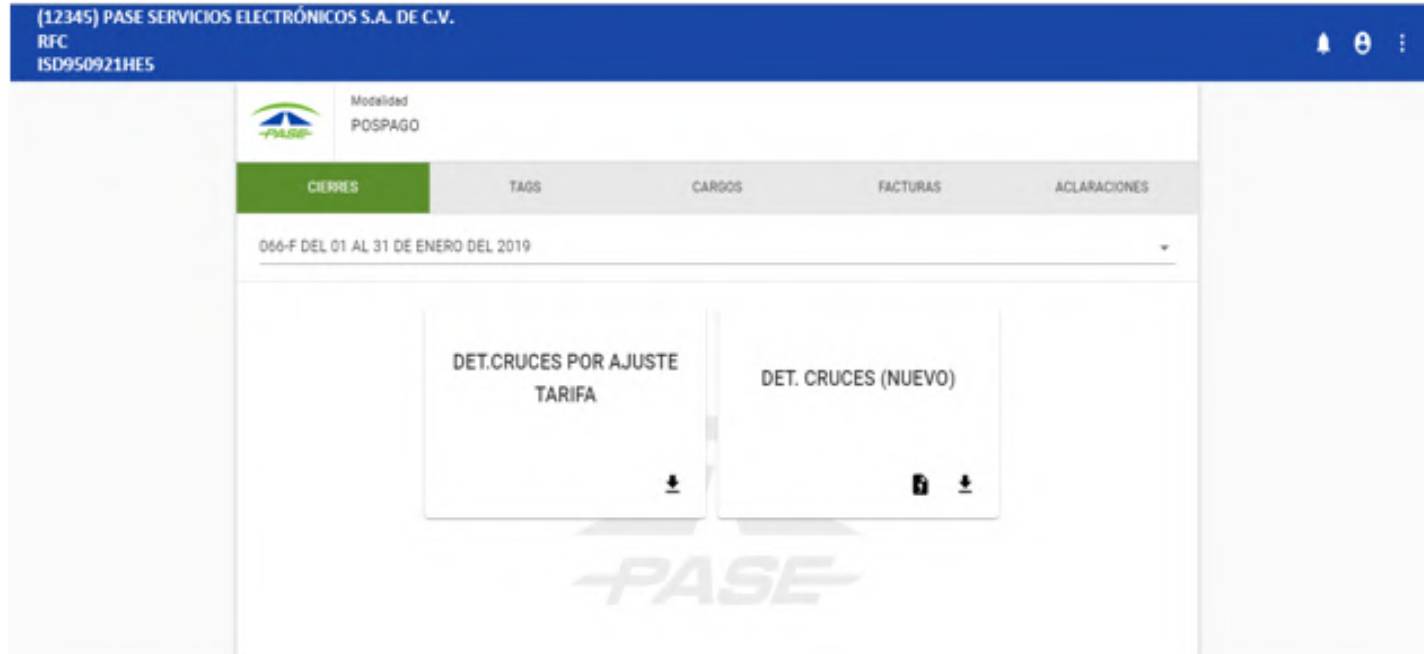 (12345) PASE SERVICIOS ELECTRÓNICOS S.A. DE C.V.
RFC
ISD950921HE5
PASE
Modalidad
POSPAGO
CIERRES
TAGS
CARGOS
FACTURAS
ACLARACIONES
066-F DEL 01 AL 31 DE ENERO DEL 2019
DET.CRUCES POR AJUSTE
TARIFA
DET. CRUCES (NUEVO)
PASE